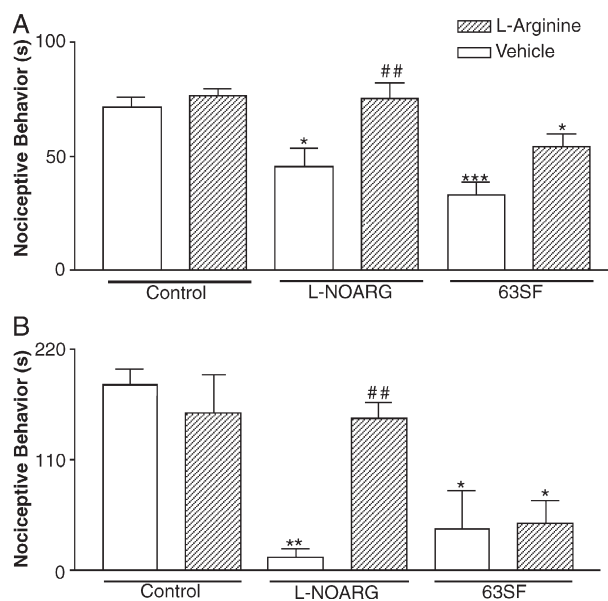 A
Nociceptive Behavior (s)
100
50
0
L-Arginine
Vehicle
*
##
***
*
Control
L-NOARG
63SF
B
Nociceptive Behavior (s)
220
110
0
**
##
*
*
Control
L-NOARG
63SF